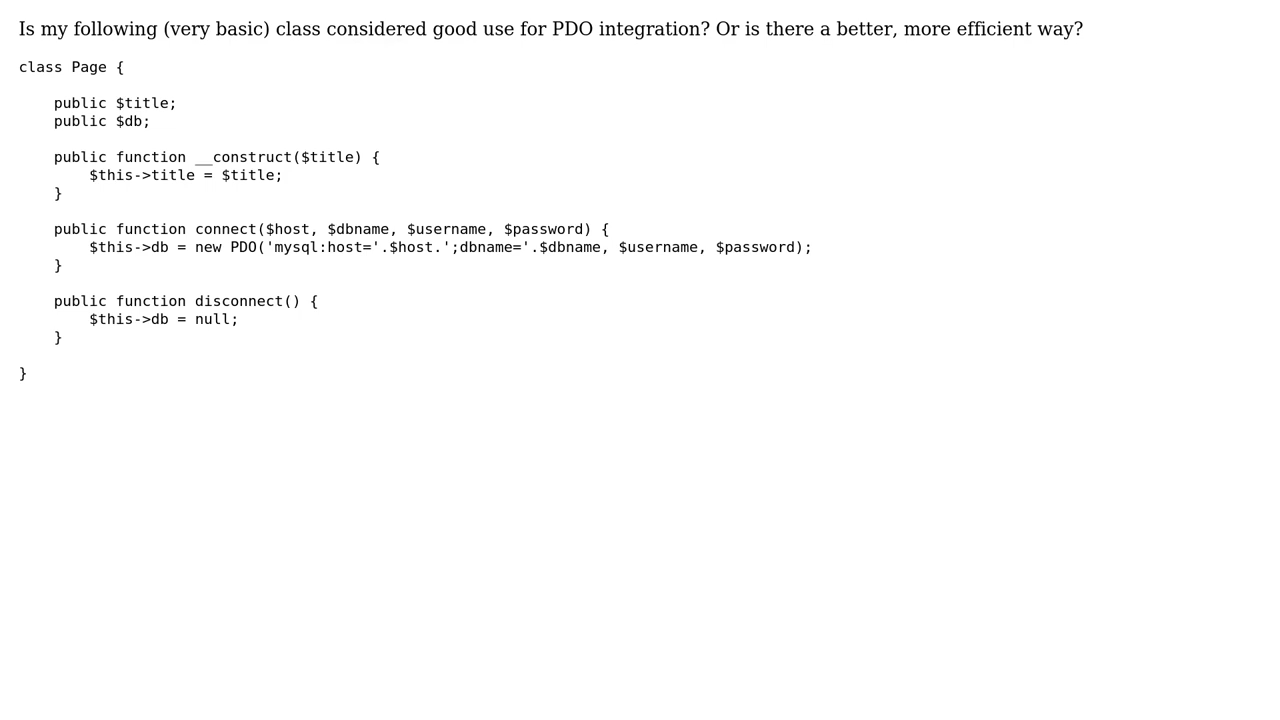 Is my following (very basic) class considered good use for PDO integration? Or is there a better, more efficient way?
class Page {
    public $title;
    public $db;
    public function __construct($title) {
        $this->title = $title;
    }
    public function connect($host, $dbname, $username, $password) {
        $this->db = new PDO('mysql:host='.$host.';dbname='.$dbname, $username, $password);
    }
    public function disconnect() {
        $this->db = null;
    }
}